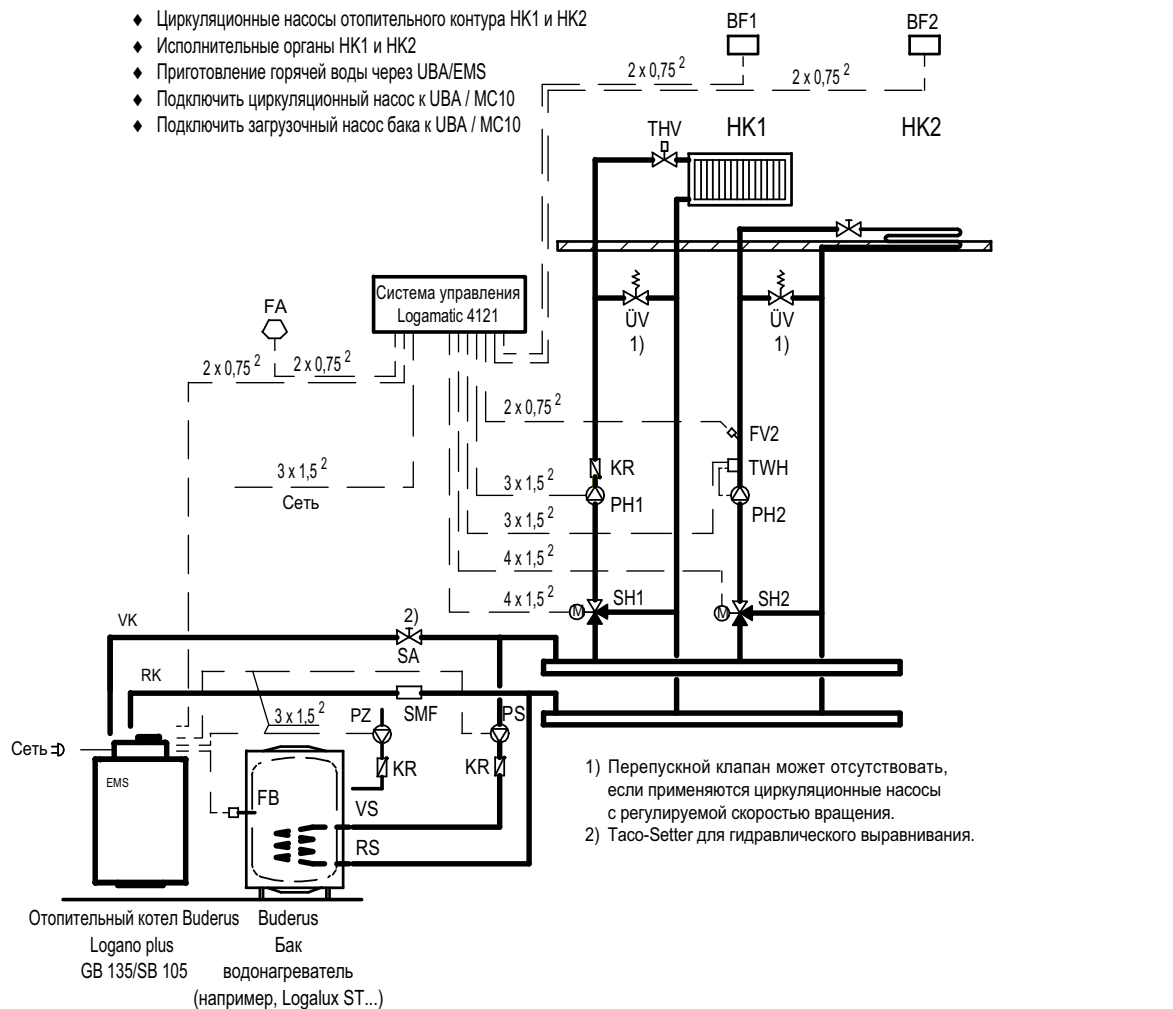 ♦ Циркуляционные насосы отопительного контура HK1 и HK2
♦ Исполнительные органы HK1 и HK2
♦ Приготовление горячей воды через UBA/EMS
♦ Подключить циркуляционный насос к UBA / MC10
♦ Подключить загрузочный насос бака к UBA / MC10
BF1
BF2
2 x 0,75 2
2 x 0,75 2
THV
HK1
HK2
Система управления
Logamatic 4121
FA
ÜV
1)
ÜV
1)
2 x 0,75 2
2 x 0,75 2
2 x 0,75 2
FV2
KR
TWH
3 x 1,5 2
Сеть
3 x 1,5 2
PH1
PH2
3 x 1,5 2
4 x 1,5 2
4 x 1,5 2
M
SH1
M
SH2
VK
2)
SA
RK
SMF
3 x 1,5 2
PZ
PS
Сеть
EMS
KR
KR
FB
VS
RS
1) Перепускной клапан может отсутствовать,
если применяются циркуляционные насосы
с регулируемой скоростью вращения.
2) Taco-Setter для гидравлического выравнивания.
Отопительный котел Buderus
Logano plus
GB 135/SB 105
Buderus
Бак
водонагреватель
(например, Logalux ST...)